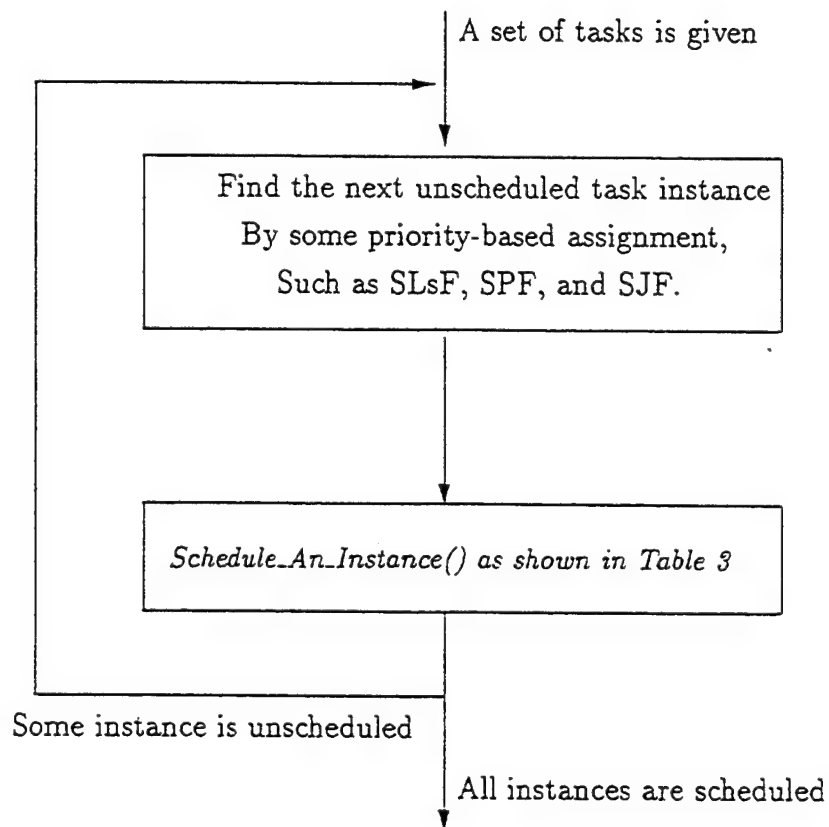 A set of tasks is given
Find the next unscheduled task instance
By some priority-based assignment,
Such as SLsF, SPF, and SJF.
Schedule_An_Instance() as shown in Table 3
Some instance is unscheduled
All instances are scheduled